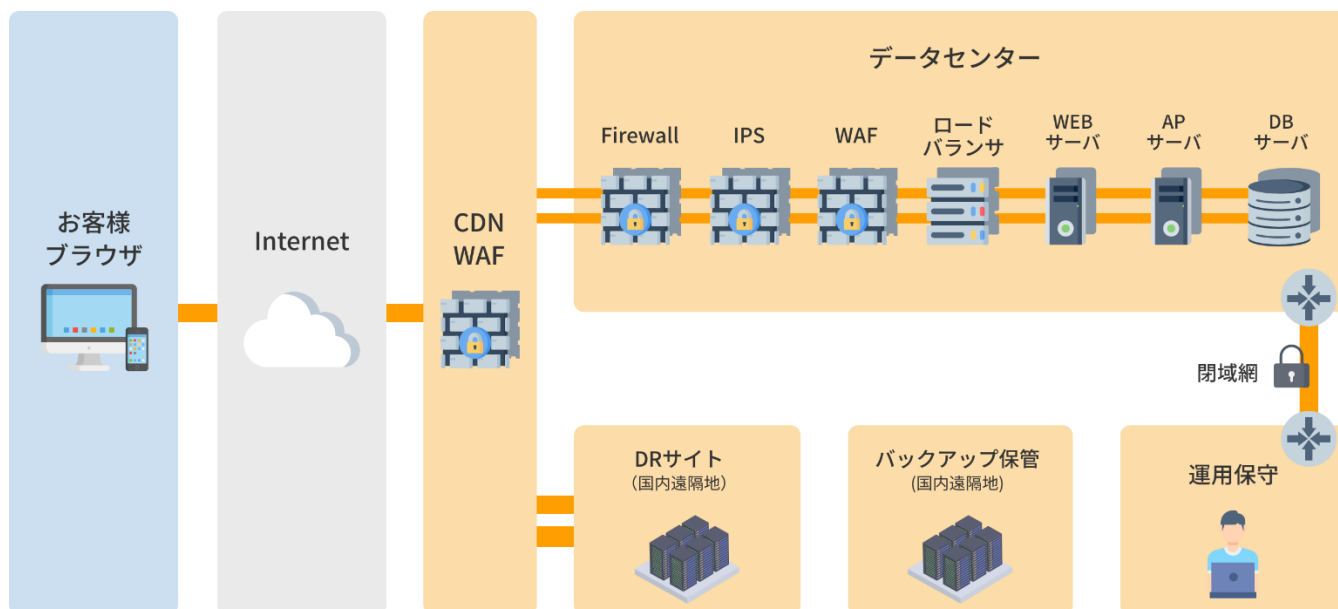 お客様
ブラウザ
Internet
CDN
WAF
データセンター
Firewall
IPS
WAF
ロード
バランサ
WEB
サーバ
AP
サーバ
DB
サーバ
閉域網
DRサイト
（国内遠隔地）
バックアップ保管
(国内遠隔地)
運用保守